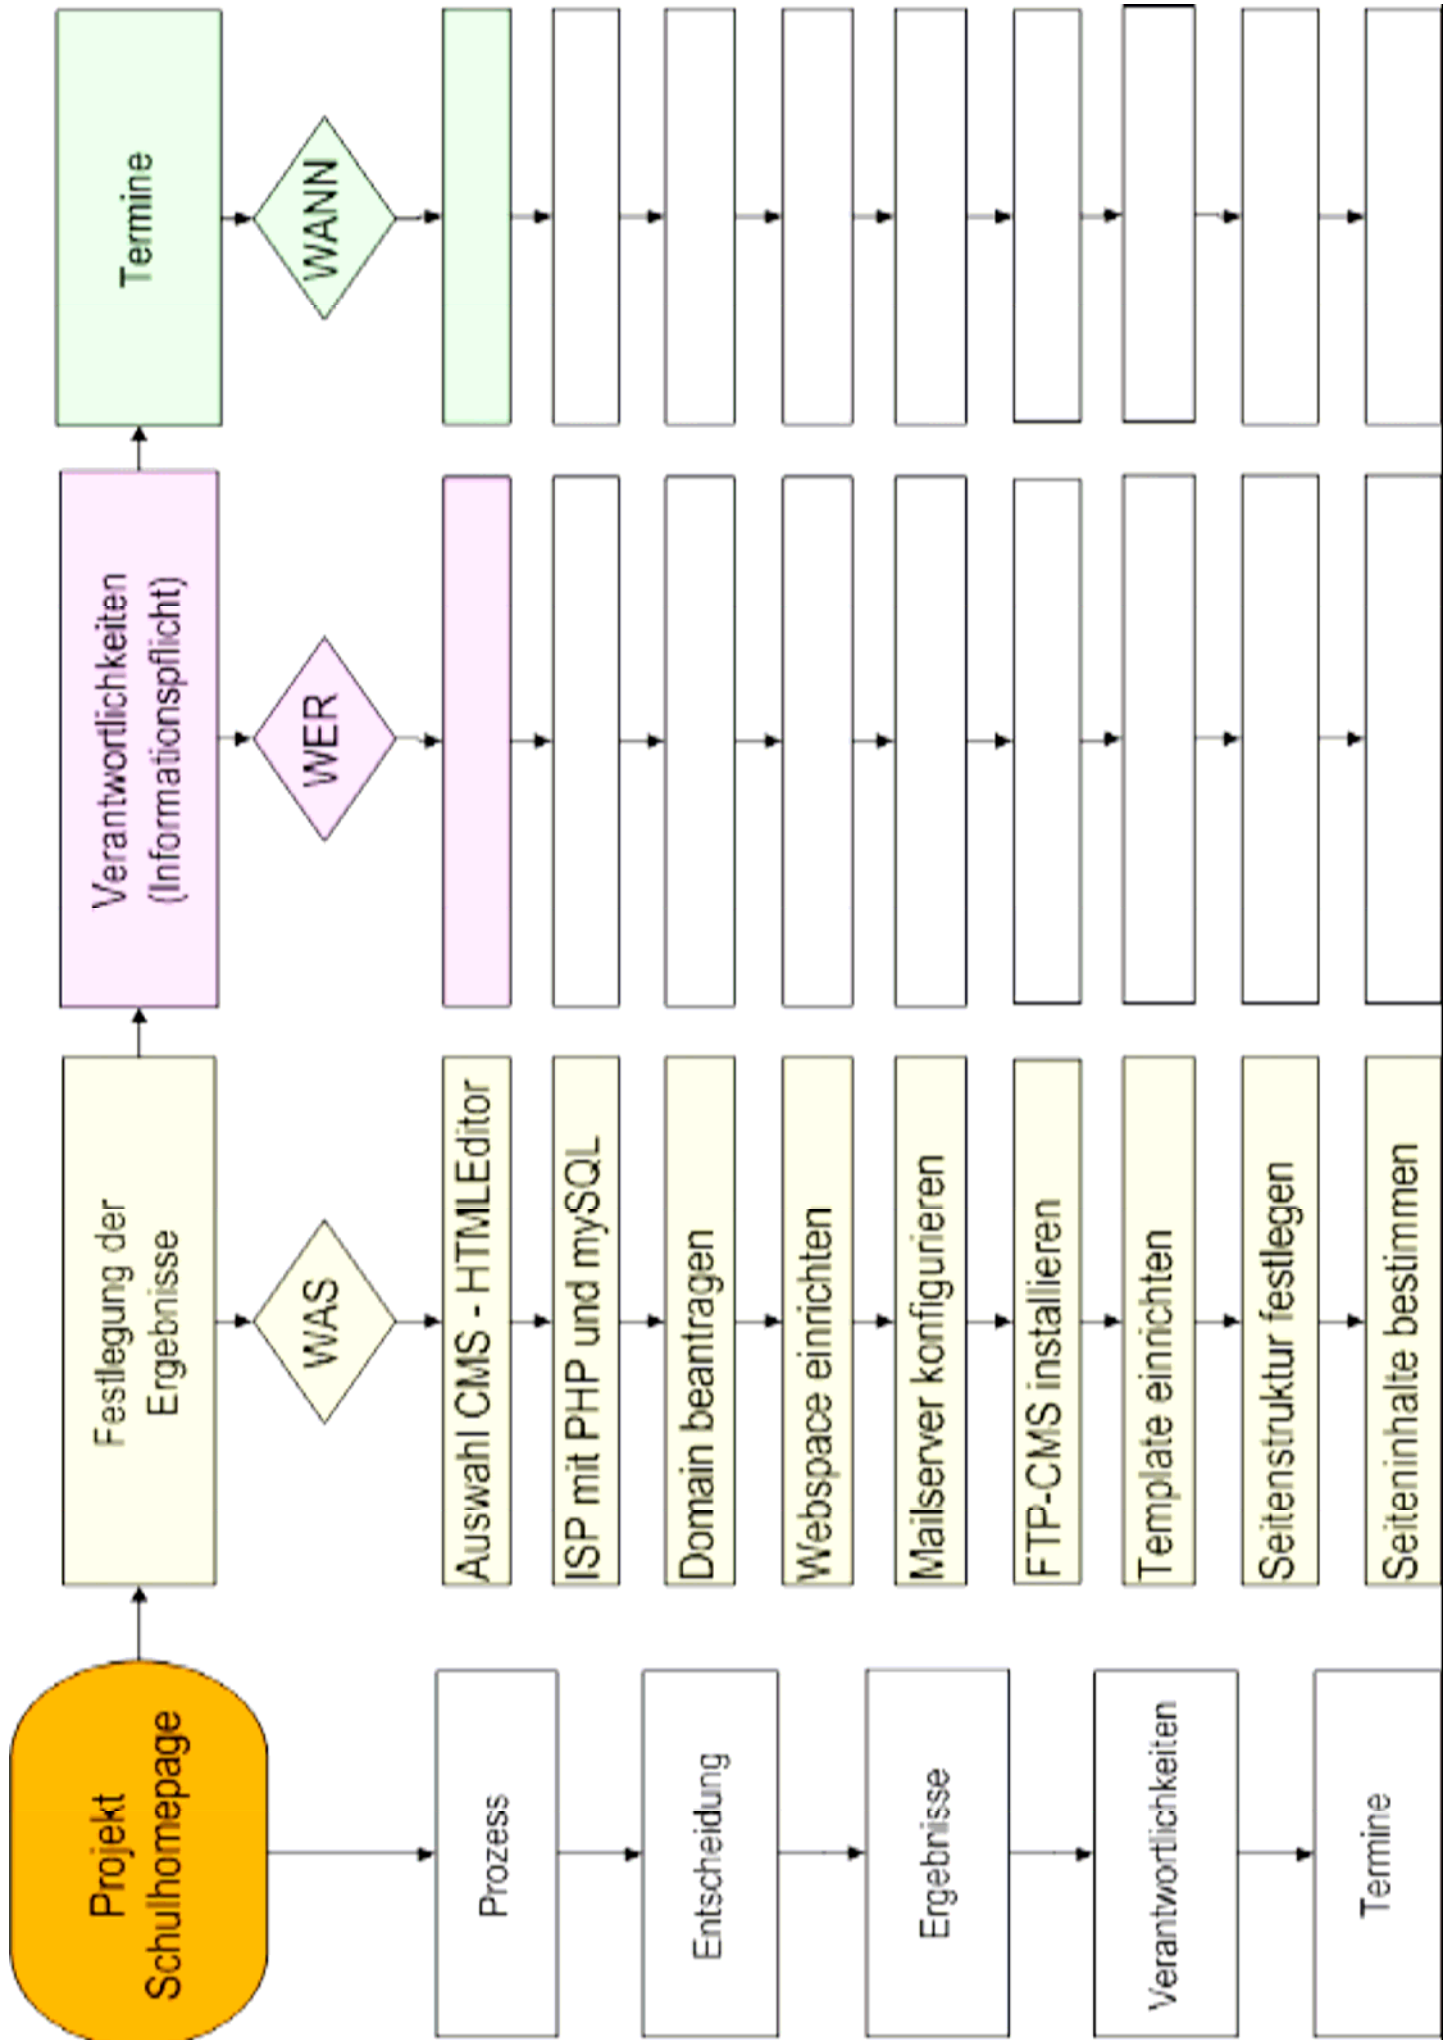 Projekt
Schulhomepage
Festlegung der
Ergebnisse
Verantwortlichkeiten
(Informationspflicht)
Termine
WAS
WER
WANN
Prozess
Entscheidung
Ergebnisse
Verantwortlichkeiten
Termine
Auswahl CMS - HTMLEditor
ISP mit PHP und mySQL
Domain beantragen
Webspace einrichten
Mailserver konfigurieren
FTP-CMS installieren
Template einrichten
Seitenstruktur festlegen
Seiteninhalte bestimmen